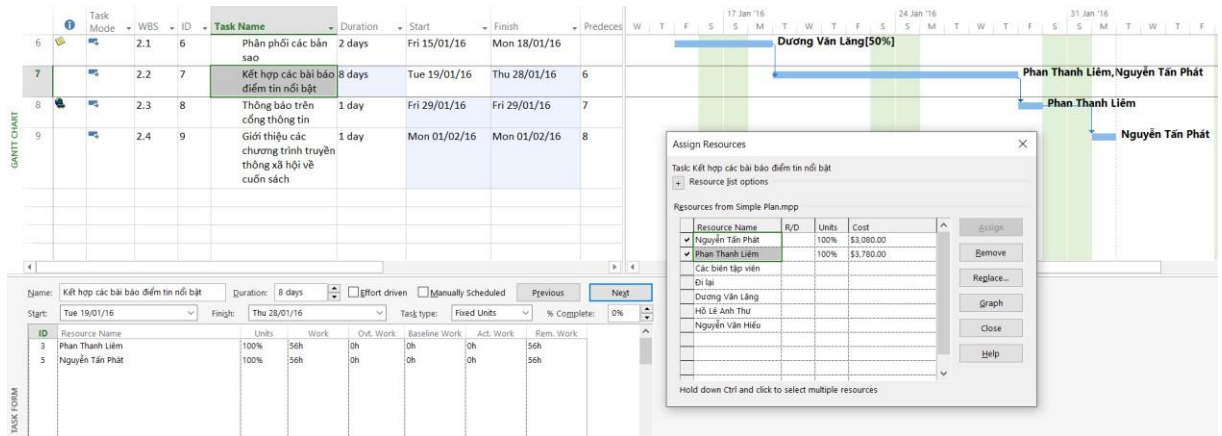 Task Mode WBS ID Task Name Duration Start Finish Predeces
17 Jan '16 24 Jan '16 31 Jan '16
W T F S S M T W T F S S M T W T F S S M T W T F
6 2.1 6 Phân phối các bản 2 days Fri 15/01/16 Mon 18/01/16
sao
Dương Văn Lăng[50%]
7 2.2 7 Kết hợp các bài báo 8 days Tue 19/01/16 Thu 28/01/16 6
điểm tin nổi bật
Phan Thanh Liêm,Nguyễn Tấn Phát
8 2.3 8 Thông báo trên 1 day Fri 29/01/16 Fri 29/01/16 7
cổng thông tin
Phan Thanh Liêm
9 2.4 9 Giới thiệu các 1 day Mon 01/02/16 Mon 01/02/16 8
chương trình truyền
thông xã hội về
cuốn sách
Nguyễn Tấn Phát
GANTT CHART
Assign Resources
Task: Kết hợp các bài báo điểm tin nổi bật
+ Resource list options
Resources from Simple Plan.mpp
Resource Name R/D Units Cost
Nguyễn Tấn Phát 100% $3,080.00
Phan Thanh Liêm 100% $3,780.00
Các biên tập viên
Đi lại
Dương Văn Lăng
Hồ Lê Anh Thư
Nguyễn Văn Hiếu
Assign
Remove
Replace...
Graph
Close
Help
Hold down Ctrl and click to select multiple resources
Name: Kết hợp các bài báo điểm tin nổi bật Duration: 8 days Effort driven Manually Scheduled Previous Next
Start: Tue 19/01/16 Finish: Thu 28/01/16 Task type: Fixed Units % Complete: 0%
ID Resource Name Units Work Ovt. Work Baseline Work Act. Work Rem. Work
3 Phan Thanh Liêm 100% 56h 0h 0h 0h 56h
5 Nguyễn Tấn Phát 100% 56h 0h 0h 0h 56h
TASK FORM